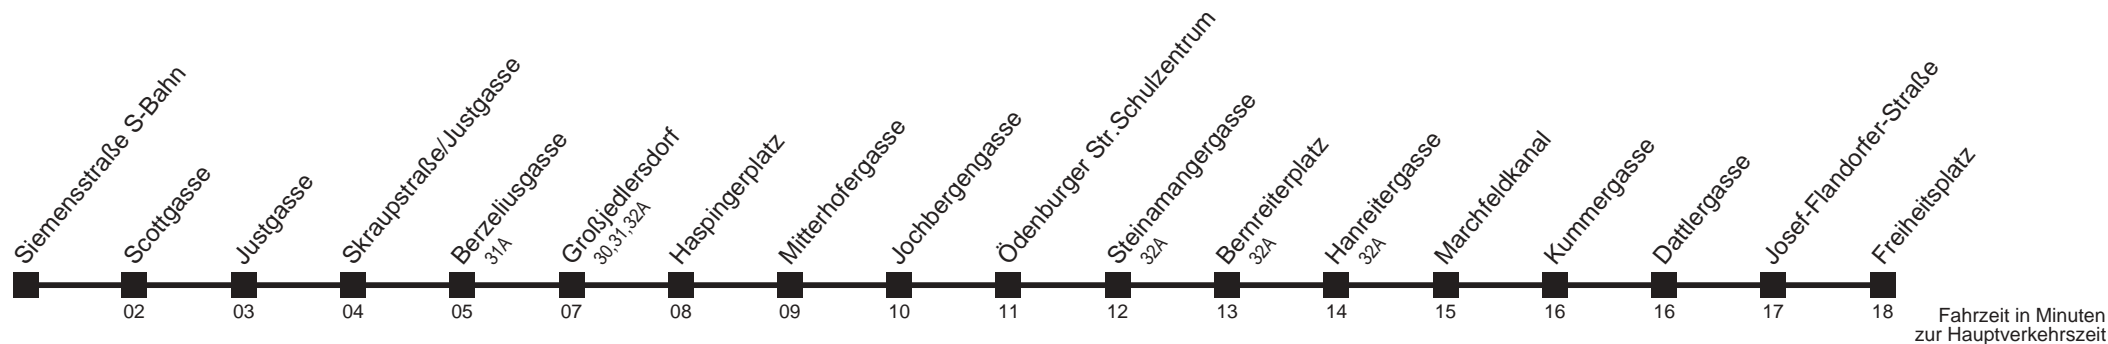 Siemensstraße S-Bahn
Scottgasse
Justgasse
Skraupstraße/Justgasse
Berzeliusgasse
31A
Großjedlersdorf
30,31,32A
Haspingerplatz
Mitterhofergasse
Jochbergengasse
Ödenburger Str.Schulzentrum
Steinamangergasse
32A
Bernreiterplatz
32A
Hanreitergasse
32A
Marchfeldkanal
Kummergasse
Dattlergasse
Josef-Flandorfer-Straße
Freiheitsplatz
02 03 04 05 07 08 09 10 11 12 13 14 15 16 16 17 18
Fahrzeit in Minuten
zur Hauptverkehrszeit